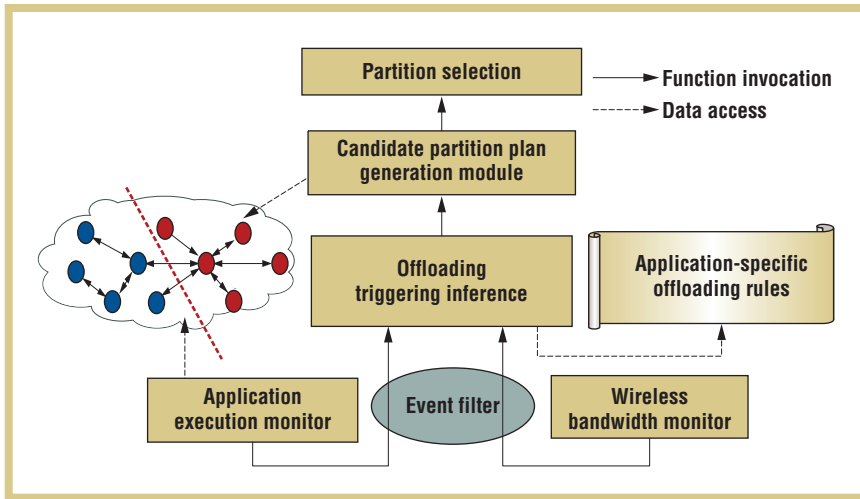 Partition selection
Function invocation
Data access
Candidate partition plan
generation module
Offloading
triggering inference
Application-specific
offloading rules
Application
execution monitor
Event filter
Wireless
bandwidth monitor